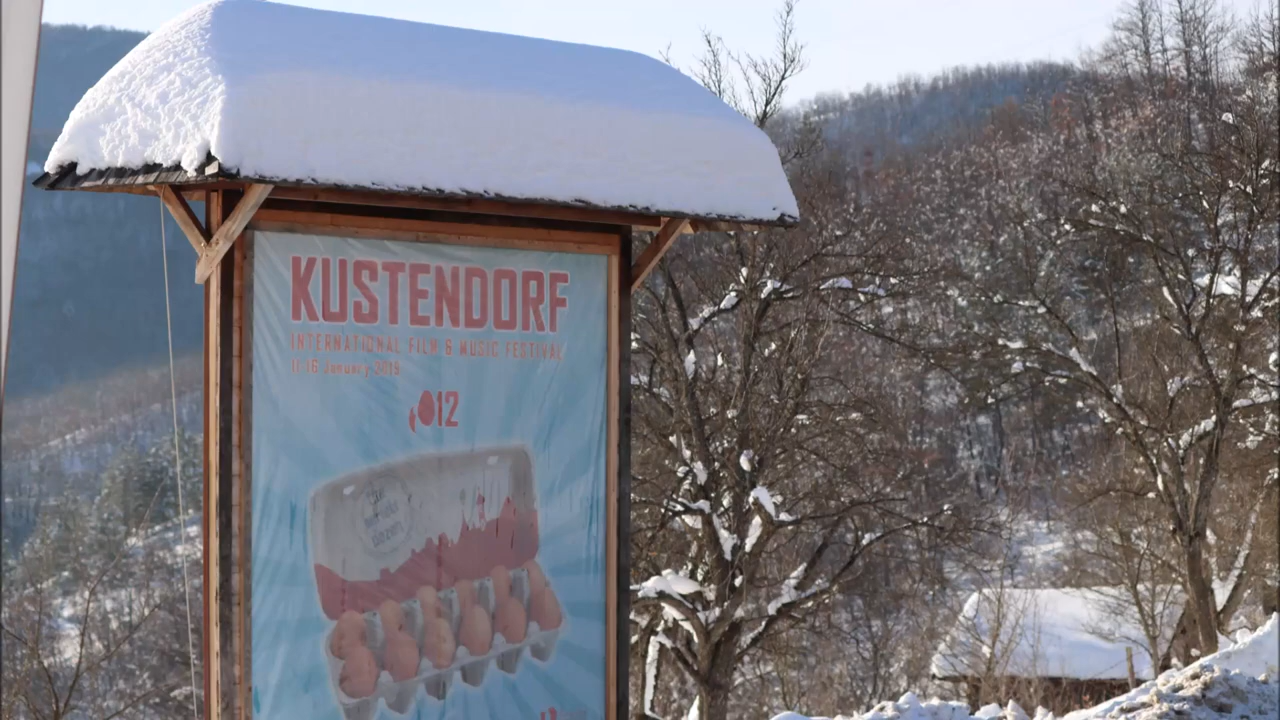 KUSTENDORF
INTERNATIONAL FILM & MUSIC FESTIVAL
11-16 January 2019
12